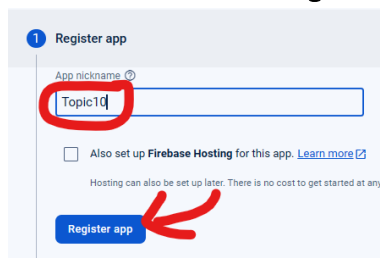 1 Register app
App nickname
Topic10
Also set up Firebase Hosting for this app. Learn more
Hosting can also be set up later. There is no cost to get started at any
Register app